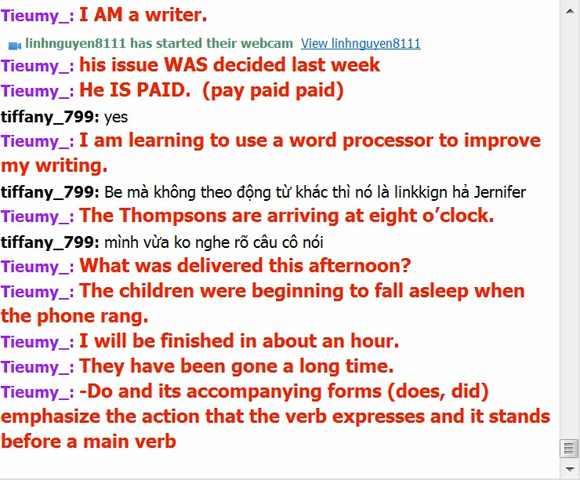 Tieumy_: I AM a writer.
linhnguyen8111 has started their webcam View linhnguyen8111
Tieumy_: his issue WAS decided last week
Tieumy_: He IS PAID. (pay paid paid)
tiffany_799: yes
Tieumy_: I am learning to use a word processor to improve
my writing.
tiffany_799: Be mà không theo động từ khác thì nó là linkkign hả Jernifer
Tieumy_: The Thompsons are arriving at eight o’clock.
tiffany_799: mình vừa ko nghe rõ câu cô nói
Tieumy_: What was delivered this afternoon?
Tieumy_: The children were beginning to fall asleep when
the phone rang.
Tieumy_: I will be finished in about an hour.
Tieumy_: They have been gone a long time.
Tieumy_: -Do and its accompanying forms (does, did)
emphasize the action that the verb expresses and it stands
before a main verb